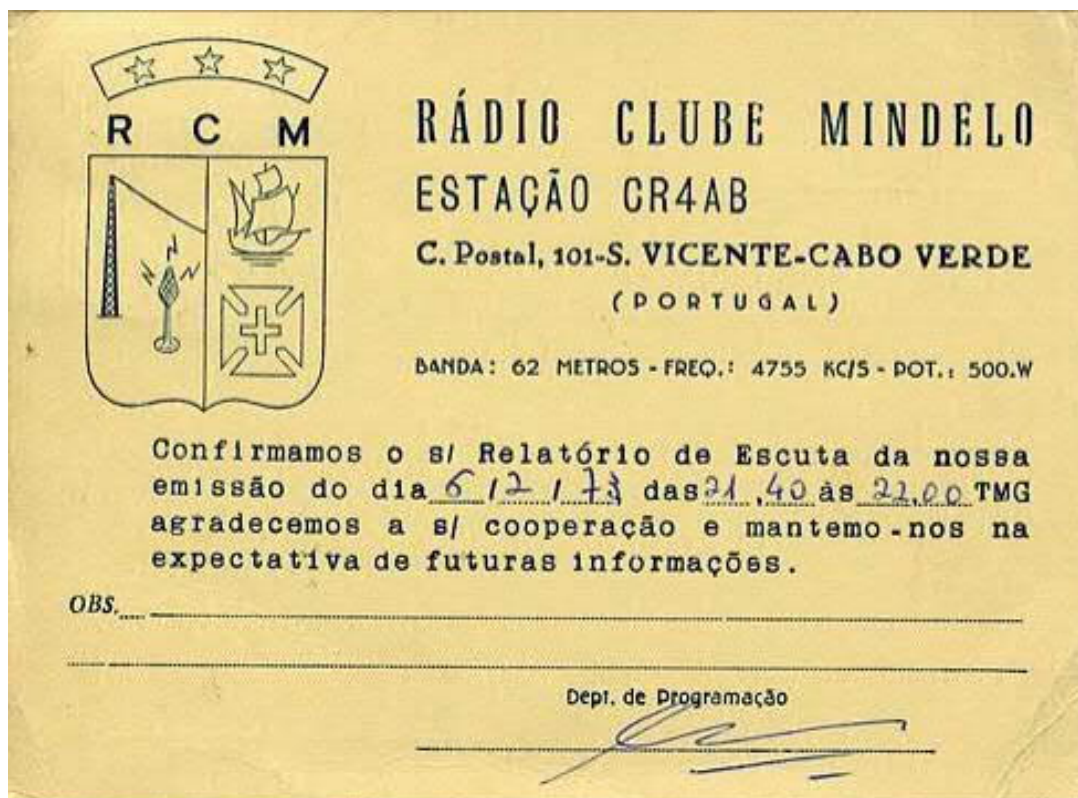 R C M
RÁDIO CLUBE MINDELO
ESTAÇÃO CR4AB
C. Postal, 101-S. VICENTE-CABO VERDE
(PORTUGAL)
BANDA: 62 METROS - FREQ.: 4755 KC/S - POT.: 500.W
Confirmamos o s/ Relatório de Escuta da nossa
emissão do dia 6/2/73 das 21,40 às 22.00 TMG
agradecemos a s/ cooperação e mantemo-nos na
expectativa de futuras informações.
OBS.
Dept. de Programação